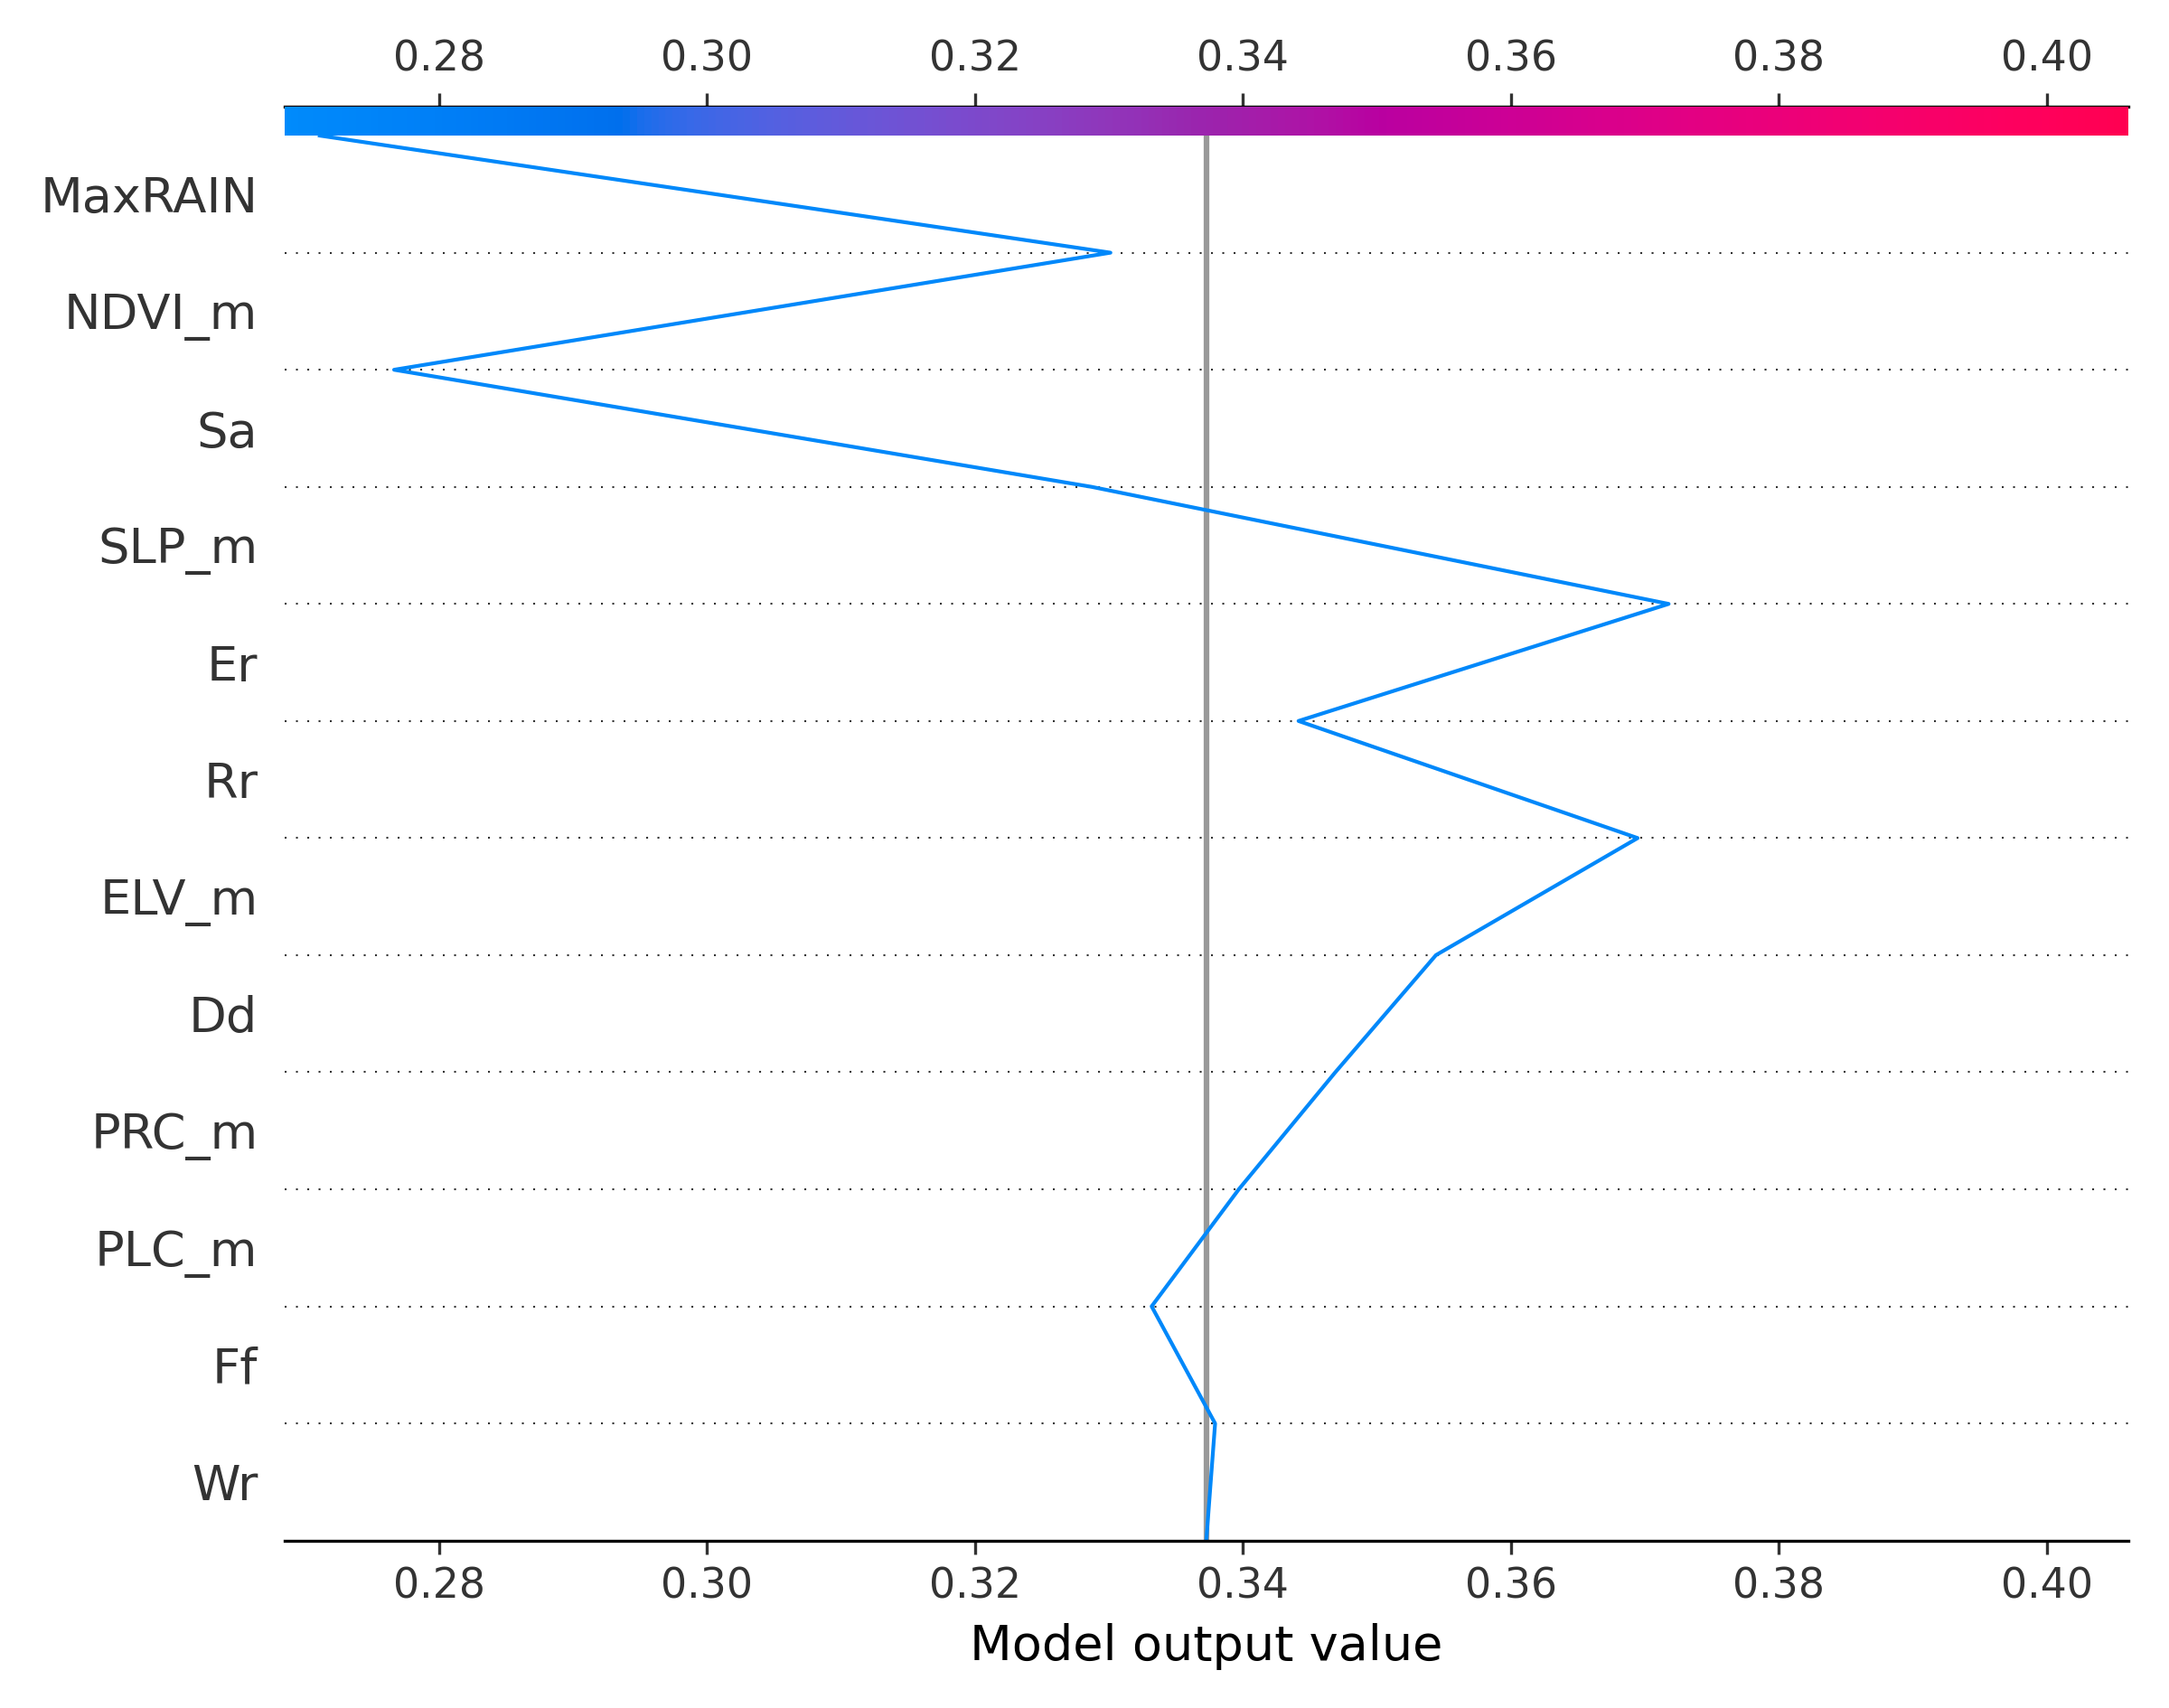 0.28 0.30 0.32 0.34 0.36 0.38 0.40
MaxRAIN
NDVI_m
Sa
SLP_m
Er
Rr
ELV_m
Dd
PRC_m
PLC_m
Ff
Wr
0.28 0.30 0.32 0.34 0.36 0.38 0.40
Model output value